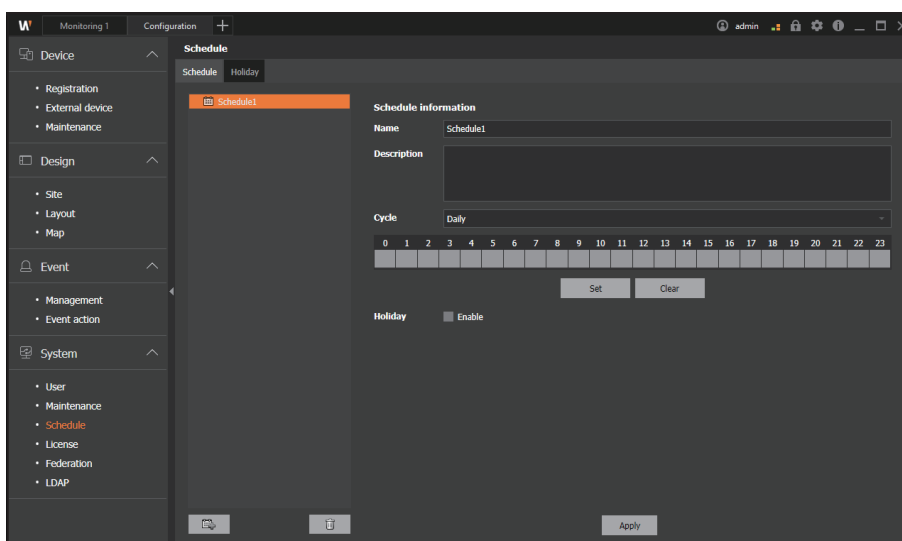 W Monitoring 1 Configuration admin
Device
Schedule
Schedule Holiday
• Registration
• External device
• Maintenance
Schedule1
Schedule information
Name Schedule1
Description
Design
• Site
• Layout
• Map
Cycle Daily
0 1 2 3 4 5 6 7 8 9 10 11 12 13 14 15 16 17 18 19 20 21 22 23
Event
Set Clear
• Management
• Event action
Holiday Enable
System
• User
• Maintenance
• Schedule
• License
• Federation
• LDAP
Apply